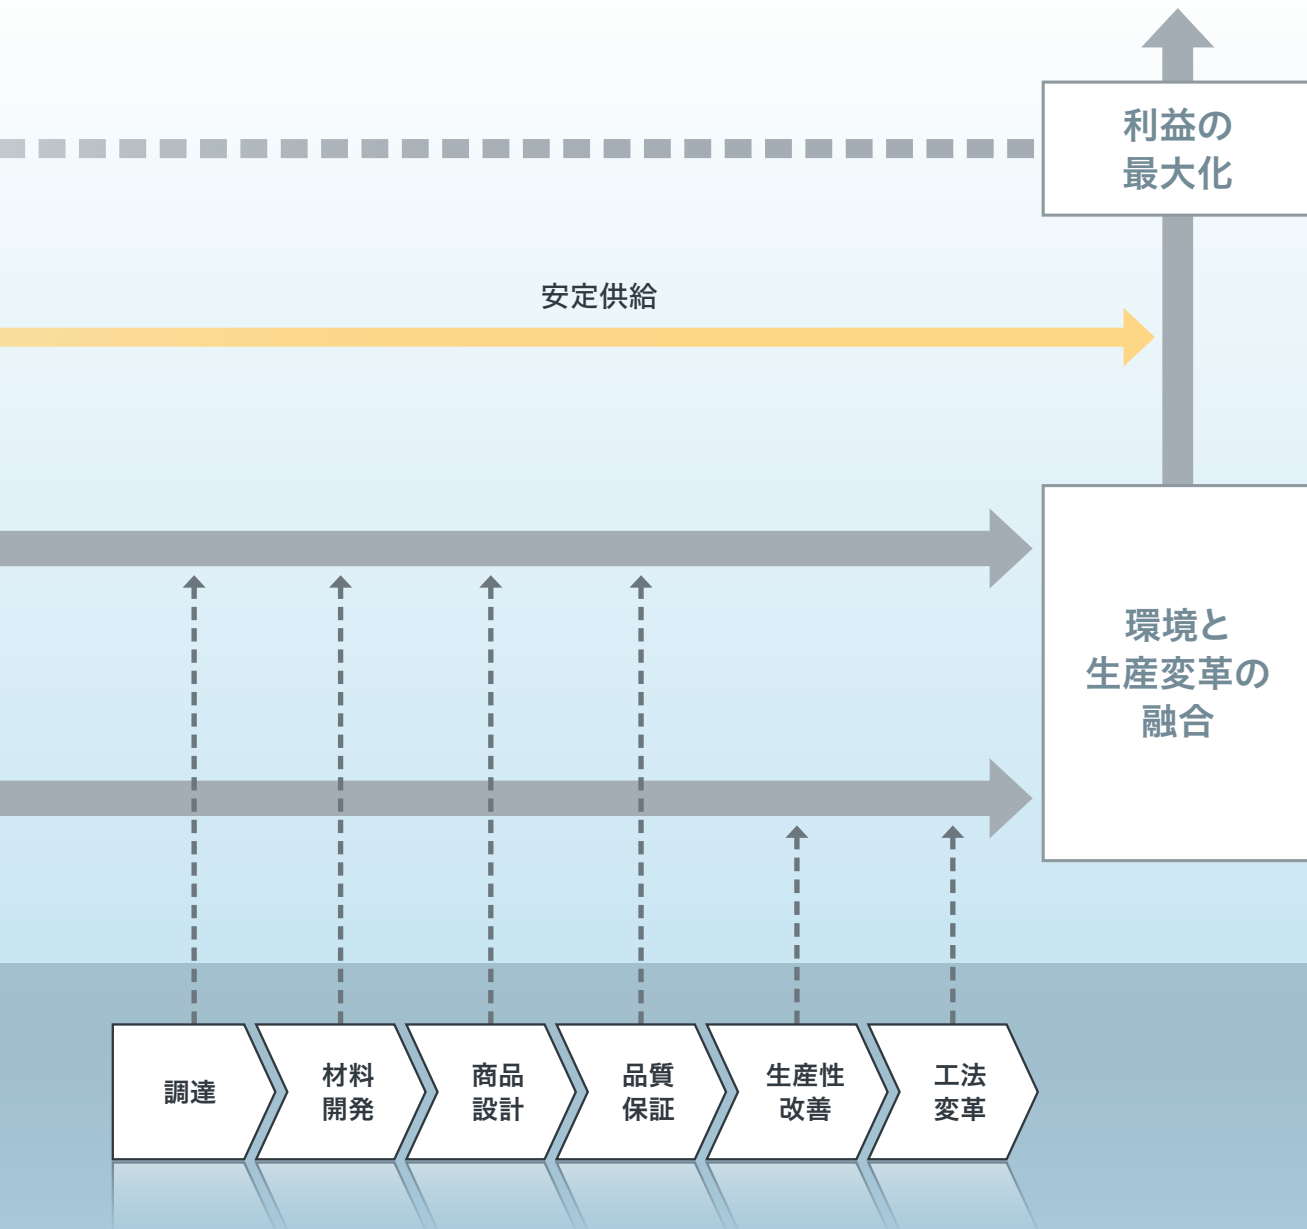 利益の
最大化
安定供給
環境と
生産変革の
融合
調達
材料
開発
商品
設計
品質
保証
生産性
改善
工法
変革